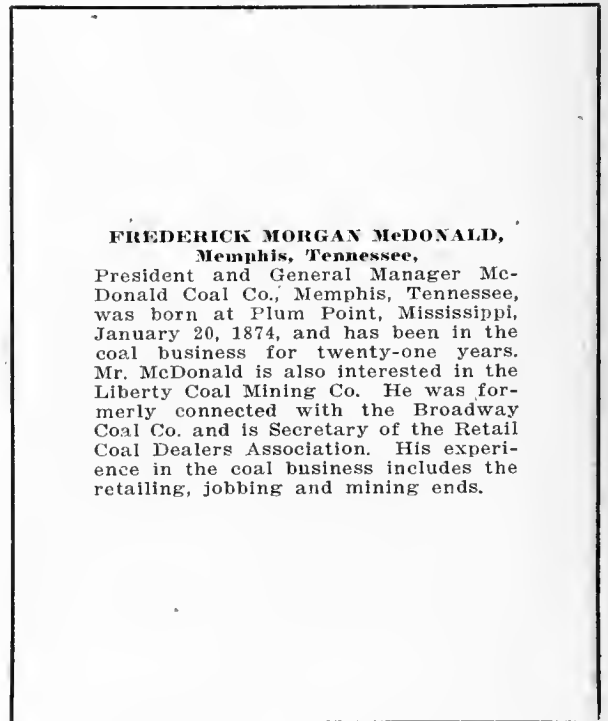 FREDERICK MORGAN McDONALD,
Memphis, Tennessee,
President and General Manager Mc-
Donald Coal Co., Memphis, Tennessee,
was born at Plum Point, Mississippi,
January 20, 1874, and has been in the
coal business for twenty-one years.
Mr. McDonald is also interested in the
Liberty Coal Mining Co. He was for-
merly connected with the Broadway
Coal Co. and is Secretary of the Retail
Coal Dealers Association. His experi-
ence in the coal business includes the
retailing, jobbing and mining ends.